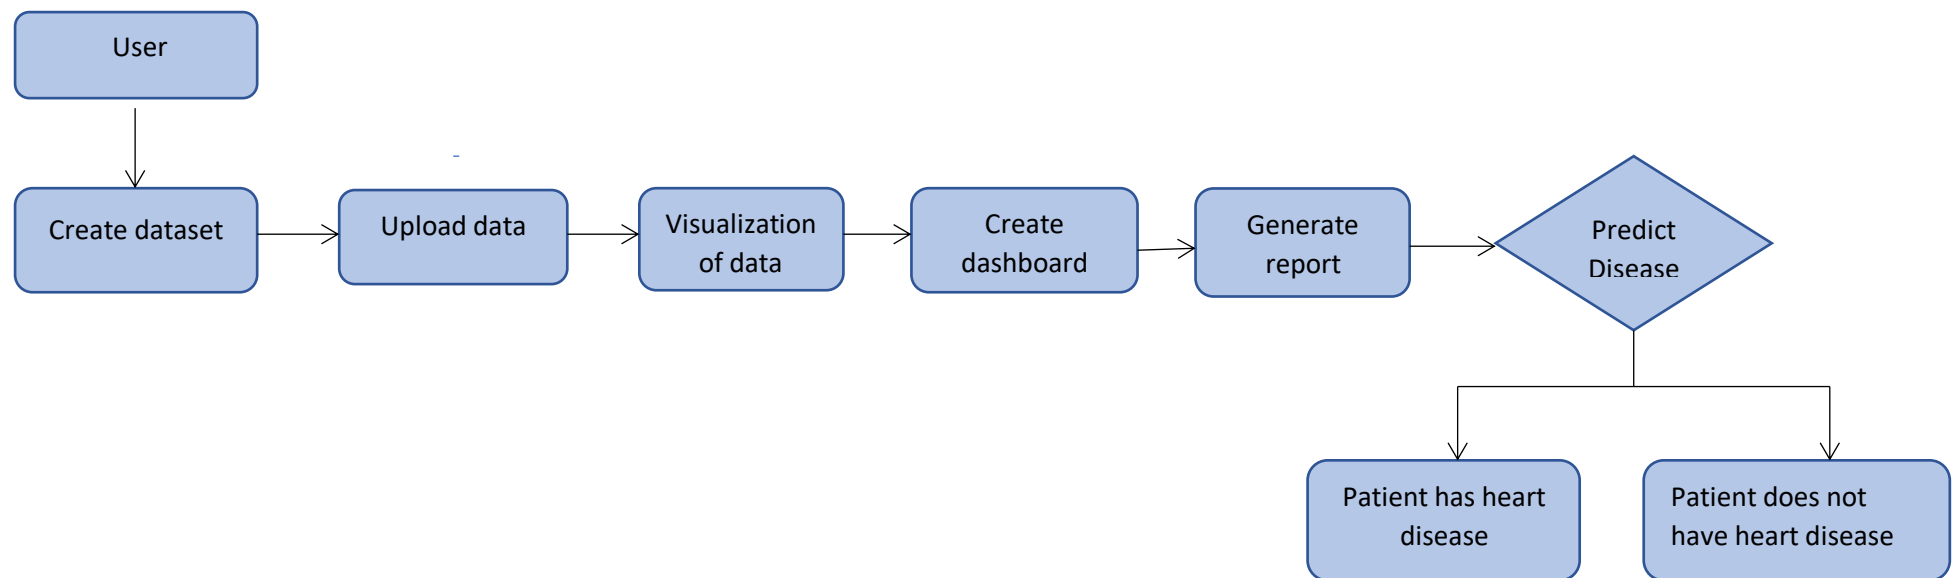 User
Create dataset
Upload data
Visualization
of data
Create
dashboard
Generate
report
Predict
Disease
Patient has heart
disease
Patient does not
have heart disease